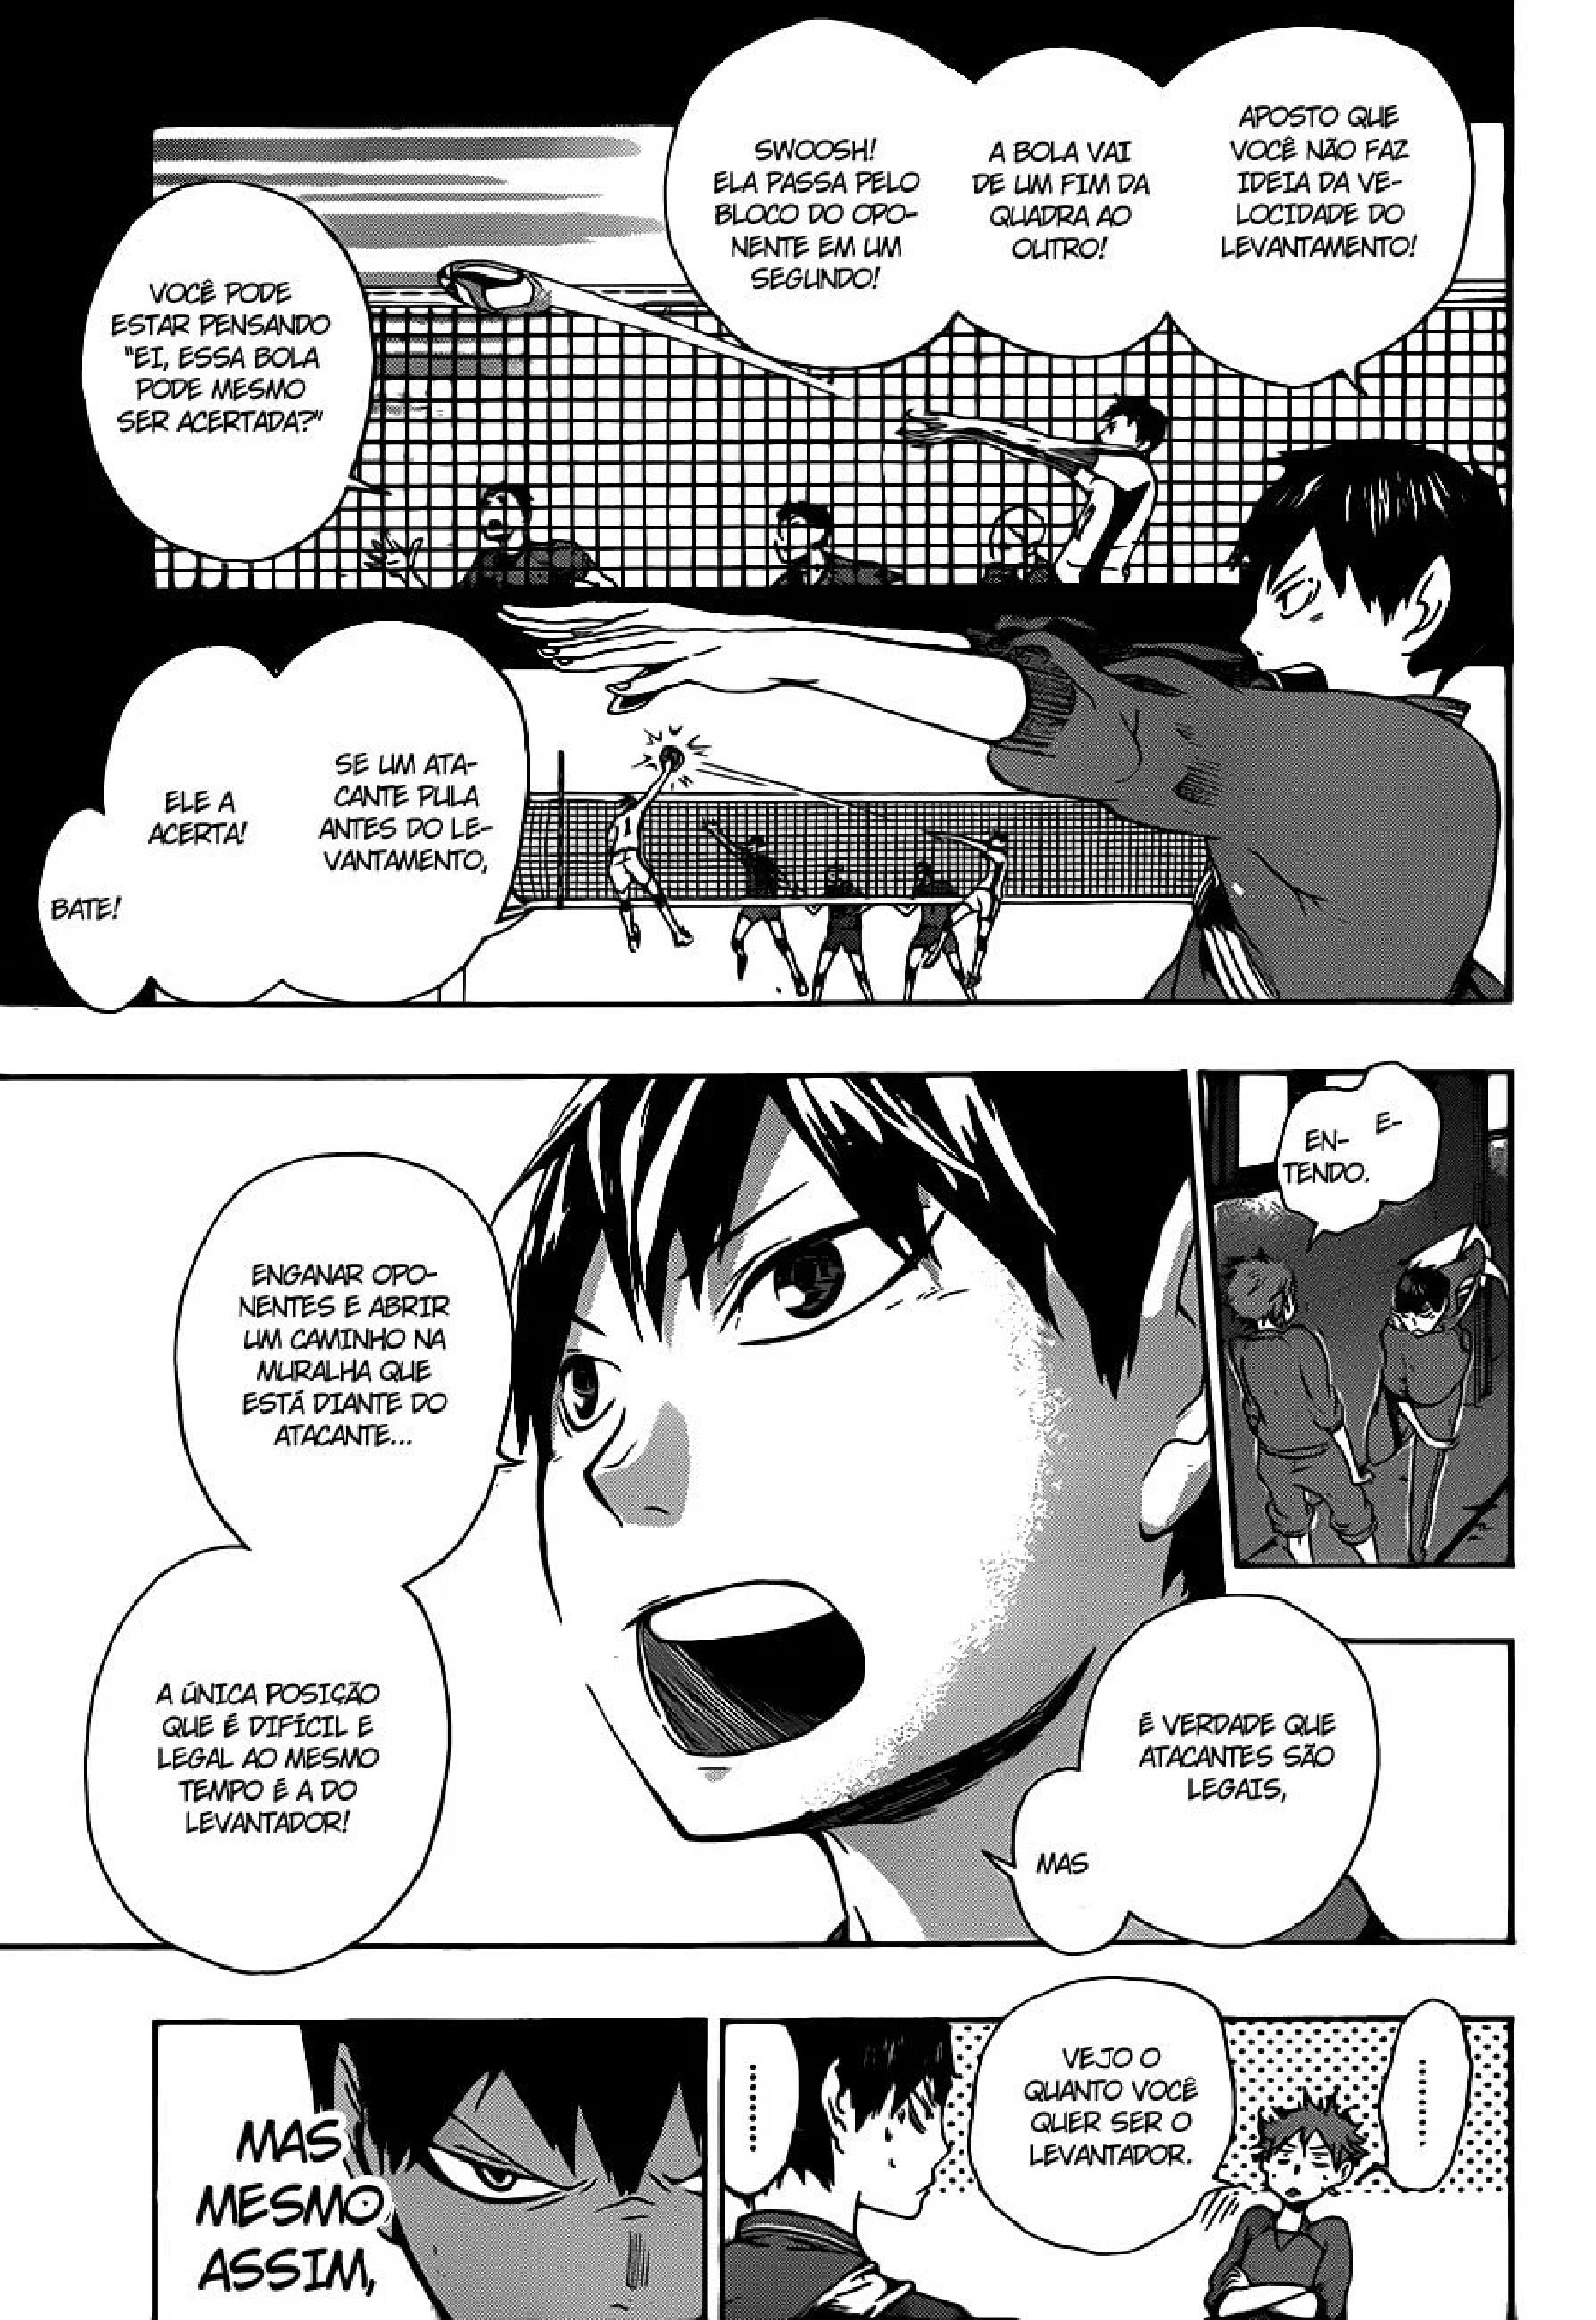 APOSTO QUE
VOCÊ NÃO FAZ
IDEIA DA VE-
LOCIDADE DO
LEVANTAMENTO!
A BOLA VAI
DE UM FIM DA
QUADRA AO
OUTRO!
SWOOSH!
ELA PASSA PELO
BLOCO DO OPO-
NENTE EM UM
SEGUNDO!
VOCÊ PODE
ESTAR PENSANDO
"EI, ESSA BOLA
PODE MESMO
SER ACERTADA?"
SE UM ATA-
CANTE PULA
ANTES DO LE-
VANTAMENTO,
ELE A
ACERTA!
BATE!
1
E-
EN-
TENDO.
É VERDADE QUE
ATACANTES SÃO
LEGAIS,
MAS
ENGANAR OPO-
NENTES E ABRIR
UM CAMINHO NA
MURALHA QUE
ESTÁ DIANTE DO
ATACANTE...
A ÚNICA POSIÇÃO
QUE É DIFÍCIL E
LEGAL AO MESMO
TEMPO É A DO
LEVANTADOR!
........
VEJO O
QUANTO VOCÊ
QUER SER O
LEVANTADOR.
........
MAS
MESMO
ASSIM,